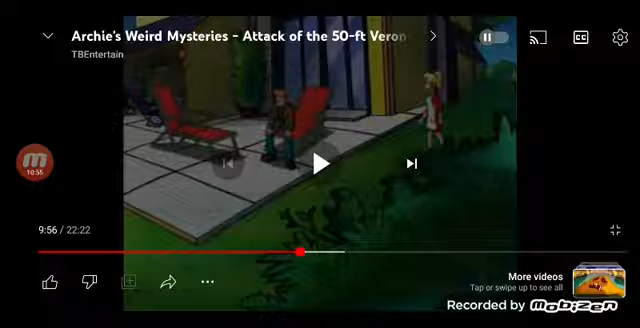 Archie's Weird Mysteries - Attack of the 50-ft Veron
TBEntertain
CC
10:55
9:56 / 22:22
More videos
Tap or swipe up to see all
Recorded by Mobizen